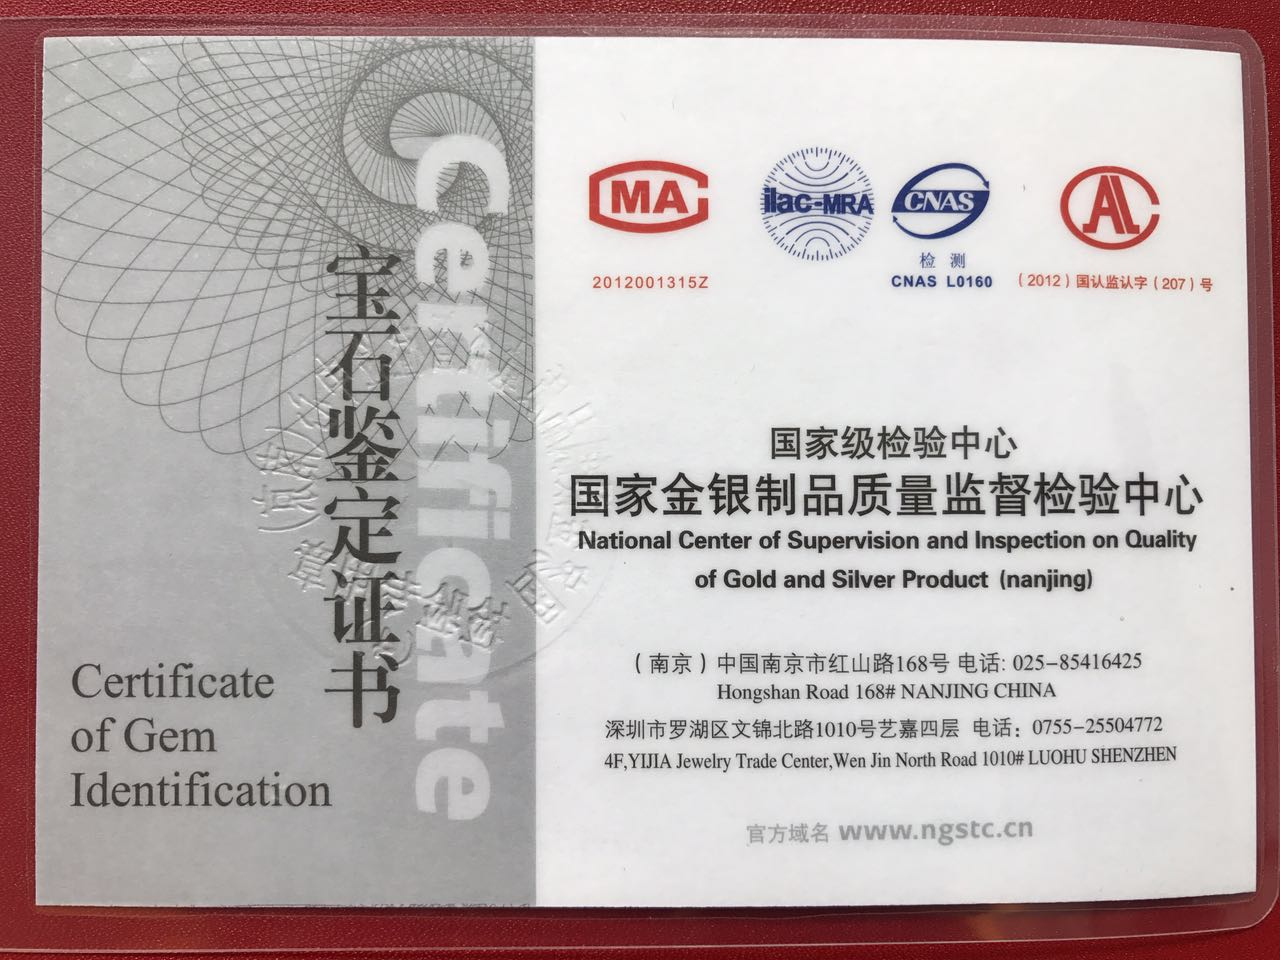 Certificate
宝石鉴定证书
Certificate
of Gem
Identification
MA
ilac-MRA
CNAS
AL
检 测
2012001315Z
CNAS L0160
（2012）国认监认字（207）号
国家级检验中心
国家金银制品质量监督检验中心
National Center of Supervision and Inspection on Quality
of Gold and Silver Product (nanjing)
（南京）中国南京市红山路168号 电话: 025-85416425
Hongshan Road 168# NANJING CHINA
深圳市罗湖区文锦北路1010号艺嘉四层 电话：0755-25504772
4F,YIJIA Jewelry Trade Center,Wen Jin North Road 1010# LUOHU SHENZHEN
官方域名 www.ngstc.cn